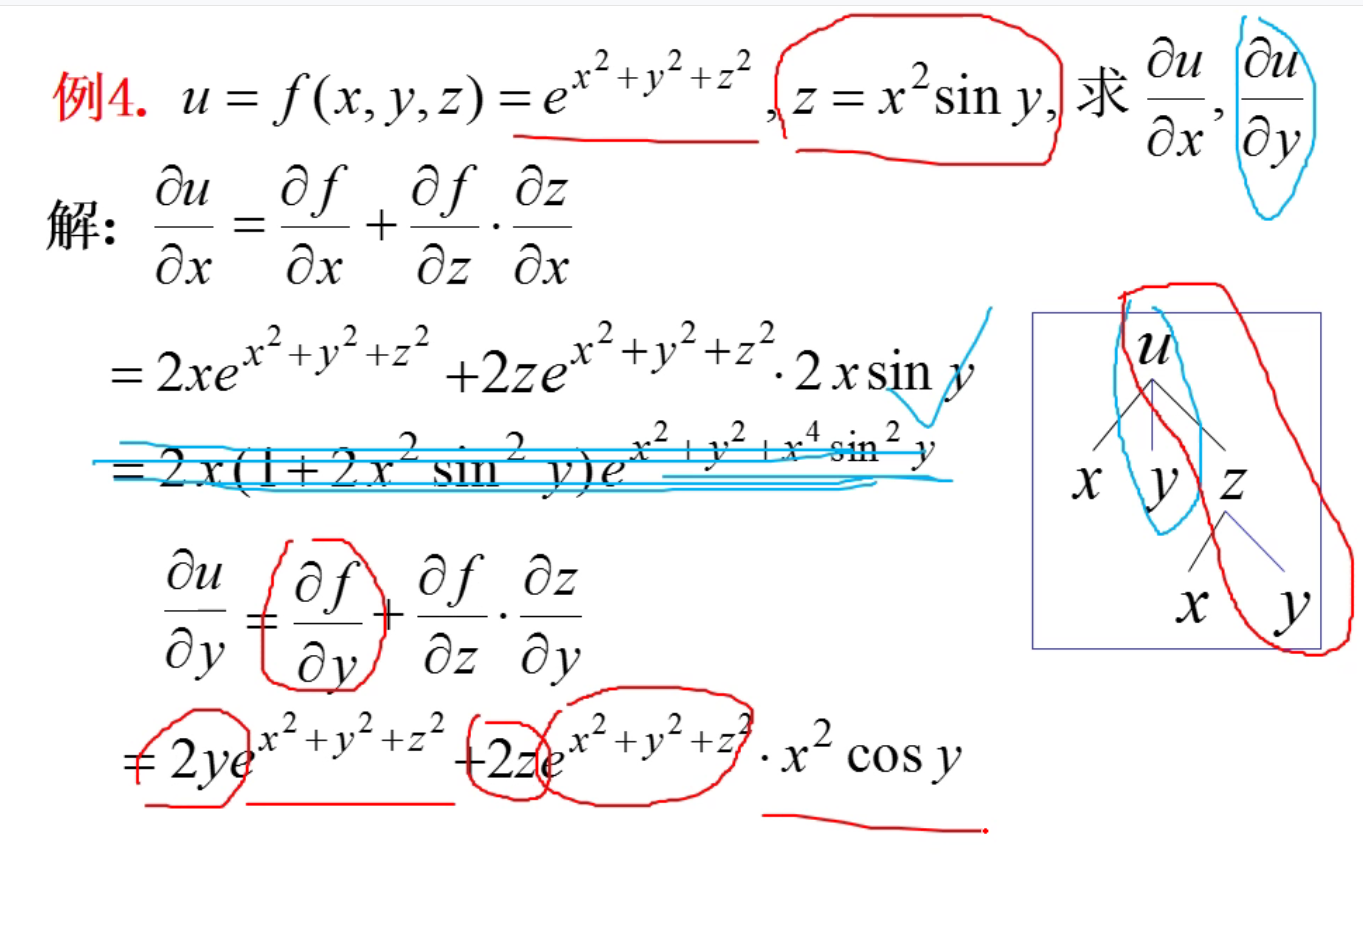 例4. u = f(x, y, z) = e^{x^2+y^2+z^2}, z = x^2 sin y, 求 ∂u/∂x, ∂u/∂y
解: ∂u/∂x = ∂f/∂x + ∂f/∂z · ∂z/∂x
= 2xe^{x^2+y^2+z^2} +2ze^{x^2+y^2+z^2} · 2x sin y
= 2x(1+2x^2 sin^2 y)e^{x^2+y^2+x^4 sin^2 y}
u
x y z
x y
∂u/∂y = ∂f/∂y + ∂f/∂z · ∂z/∂y
= 2ye^{x^2+y^2+z^2} +2ze^{x^2+y^2+z^2} · x^2 cos y